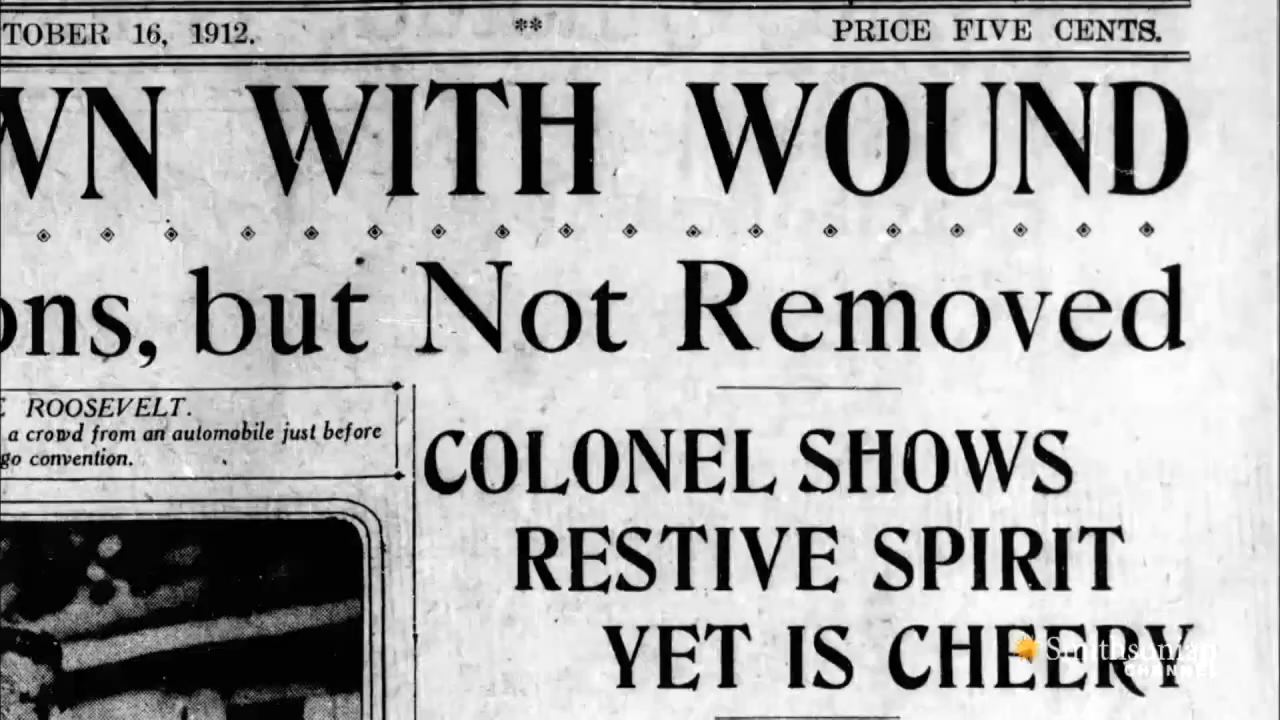 TOBER 16, 1912. ** PRICE FIVE CENTS.
WN WITH WOUND
ons, but Not Removed
E ROOSEVELT.
a crowd from an automobile just before
go convention.
COLONEL SHOWS
RESTIVE SPIRIT
YET IS CHEERY
Smithsonian
CHANNEL